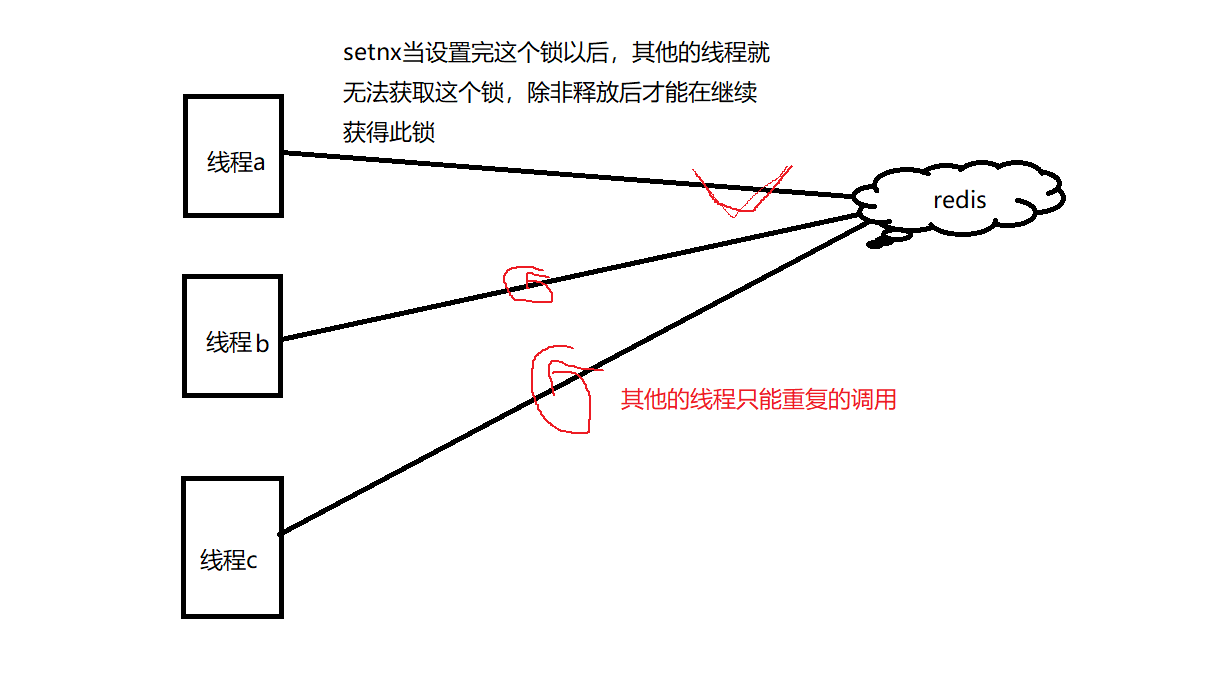 setnx当设置完这个锁以后，其他的线程就
无法获取这个锁，除非释放后才能在继续
获得此锁
线程a
redis
线程b
其他的线程只能重复的调用
线程c